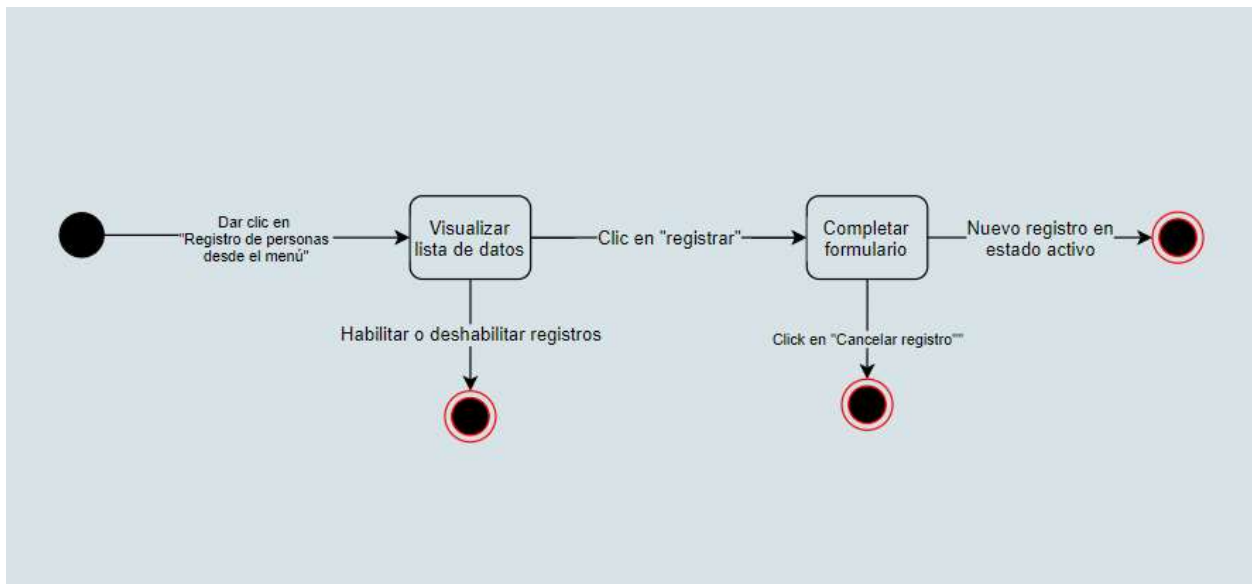 Dar clic en
"Registro de personas
desde el menú"
Visualizar
lista de datos
Clic en "registrar"
Completar
formulario
Nuevo registro en
estado activo
Habilitar o deshabilitar registros
Click en "Cancelar registro""